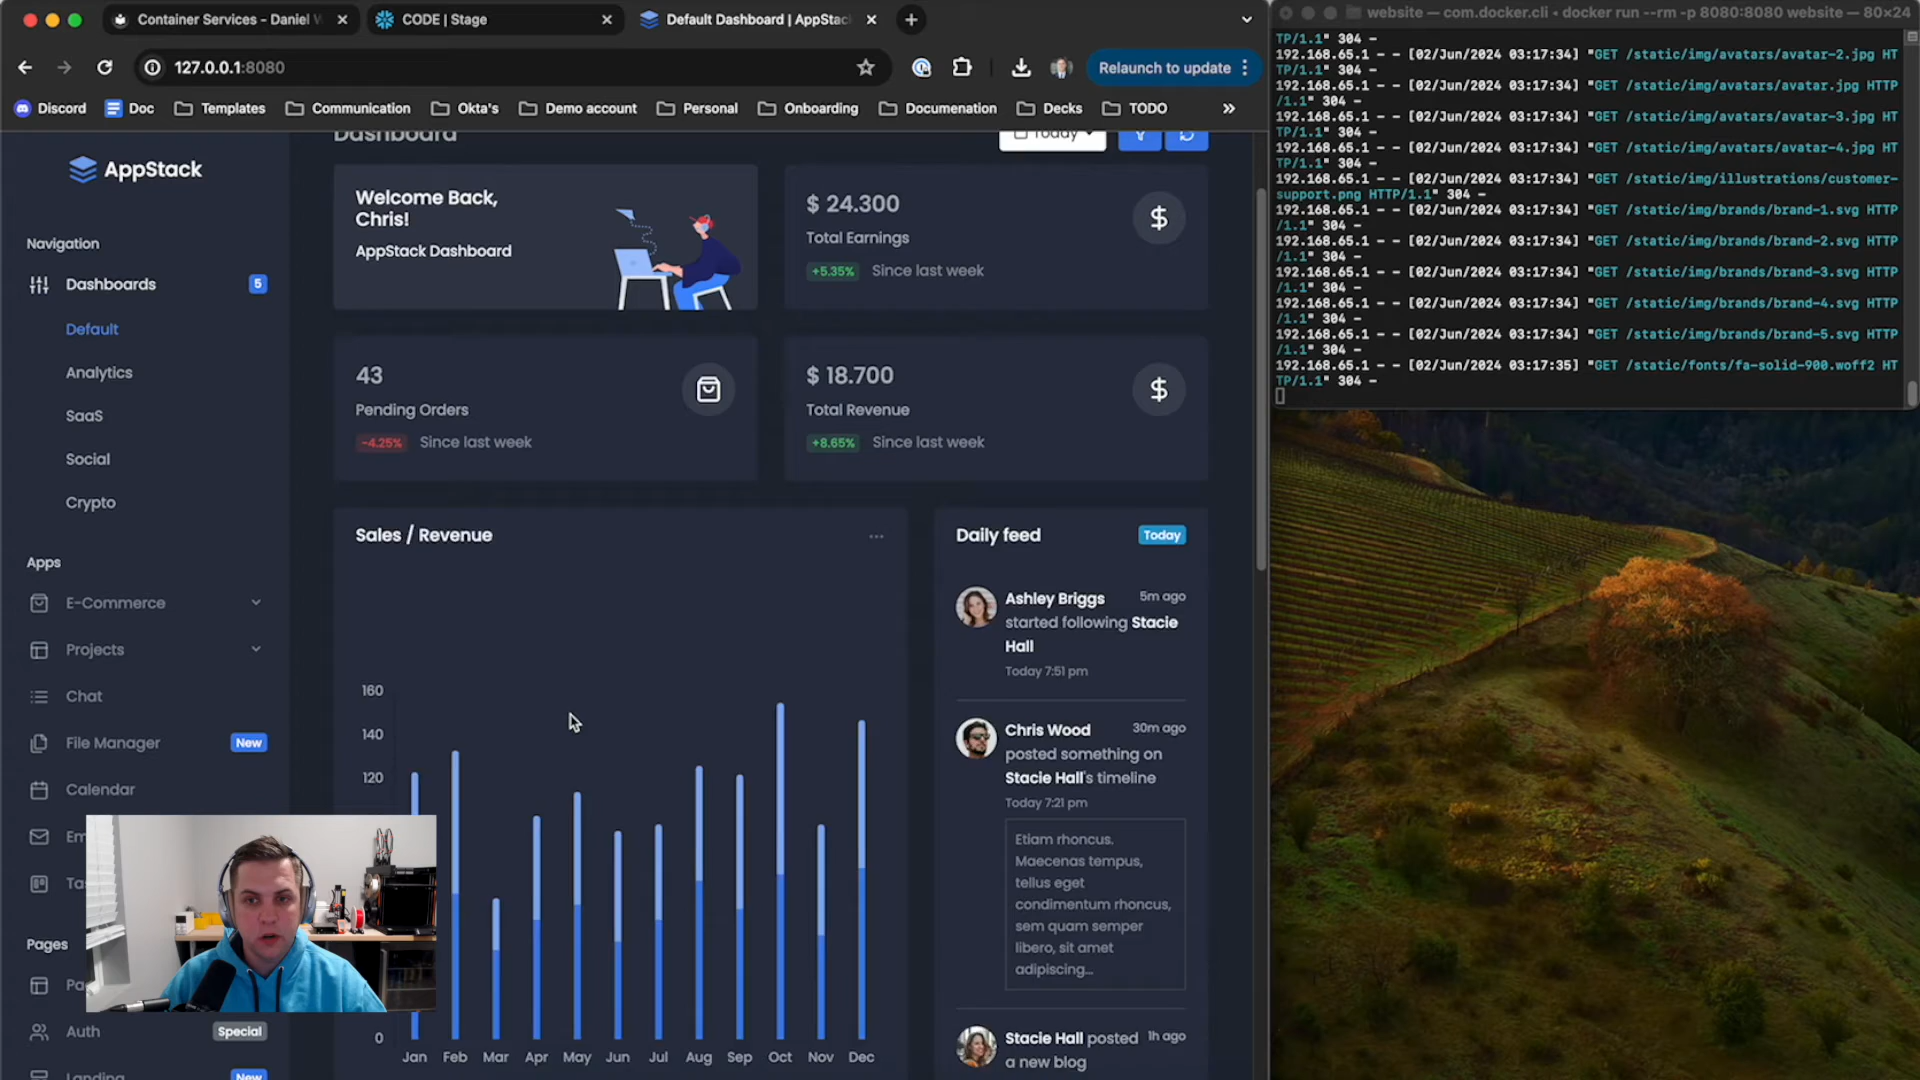 Container Services - Daniel W
CODE | Stage
Default Dashboard | AppStac
website — com.docker.cli ◂ docker run --rm -p 8080:8080 website — 80×24
127.0.0.1:8080
Relaunch to update
Discord
Doc
Templates
Communication
Okta's
Demo account
Personal
Onboarding
Documenation
Decks
TODO
»
AppStack
Navigation
Dashboards
5
Default
Analytics
SaaS
Social
Crypto
Apps
E-Commerce
Projects
Chat
File Manager
New
Calendar
Em
Ta
Pages
Pa
Auth
Special
Landing
New
Dashboard
Today
Welcome Back,
Chris!
AppStack Dashboard
$ 24.300
Total Earnings
+5.35% Since last week
43
Pending Orders
-4.25% Since last week
$ 18.700
Total Revenue
+8.65% Since last week
Sales / Revenue
...
160
140
120
0
Jan Feb Mar Apr May Jun Jul Aug Sep Oct Nov Dec
Daily feed
Today
Ashley Briggs 5m ago
started following Stacie
Hall
Today 7:51 pm
Chris Wood 30m ago
posted something on
Stacie Hall's timeline
Today 7:21 pm
Etiam rhoncus.
Maecenas tempus,
tellus eget
condimentum rhoncus,
sem quam semper
libero, sit amet
adipiscing...
Stacie Hall posted 1h ago
a new blog
TP/1.1" 304 -
192.168.65.1 - - [02/Jun/2024 03:17:34] "GET /static/img/avatars/avatar-2.jpg HT
TP/1.1" 304 -
192.168.65.1 - - [02/Jun/2024 03:17:34] "GET /static/img/avatars/avatar.jpg HTTP
/1.1" 304 -
192.168.65.1 - - [02/Jun/2024 03:17:34] "GET /static/img/avatars/avatar-3.jpg HT
TP/1.1" 304 -
192.168.65.1 - - [02/Jun/2024 03:17:34] "GET /static/img/avatars/avatar-4.jpg HT
TP/1.1" 304 -
192.168.65.1 - - [02/Jun/2024 03:17:34] "GET /static/img/illustrations/customer-
support.png HTTP/1.1" 304 -
192.168.65.1 - - [02/Jun/2024 03:17:34] "GET /static/img/brands/brand-1.svg HTTP
/1.1" 304 -
192.168.65.1 - - [02/Jun/2024 03:17:34] "GET /static/img/brands/brand-2.svg HTTP
/1.1" 304 -
192.168.65.1 - - [02/Jun/2024 03:17:34] "GET /static/img/brands/brand-3.svg HTTP
/1.1" 304 -
192.168.65.1 - - [02/Jun/2024 03:17:34] "GET /static/img/brands/brand-4.svg HTTP
/1.1" 304 -
192.168.65.1 - - [02/Jun/2024 03:17:34] "GET /static/img/brands/brand-5.svg HTTP
/1.1" 304 -
192.168.65.1 - - [02/Jun/2024 03:17:35] "GET /static/fonts/fa-solid-900.woff2 HT
TP/1.1" 304 -